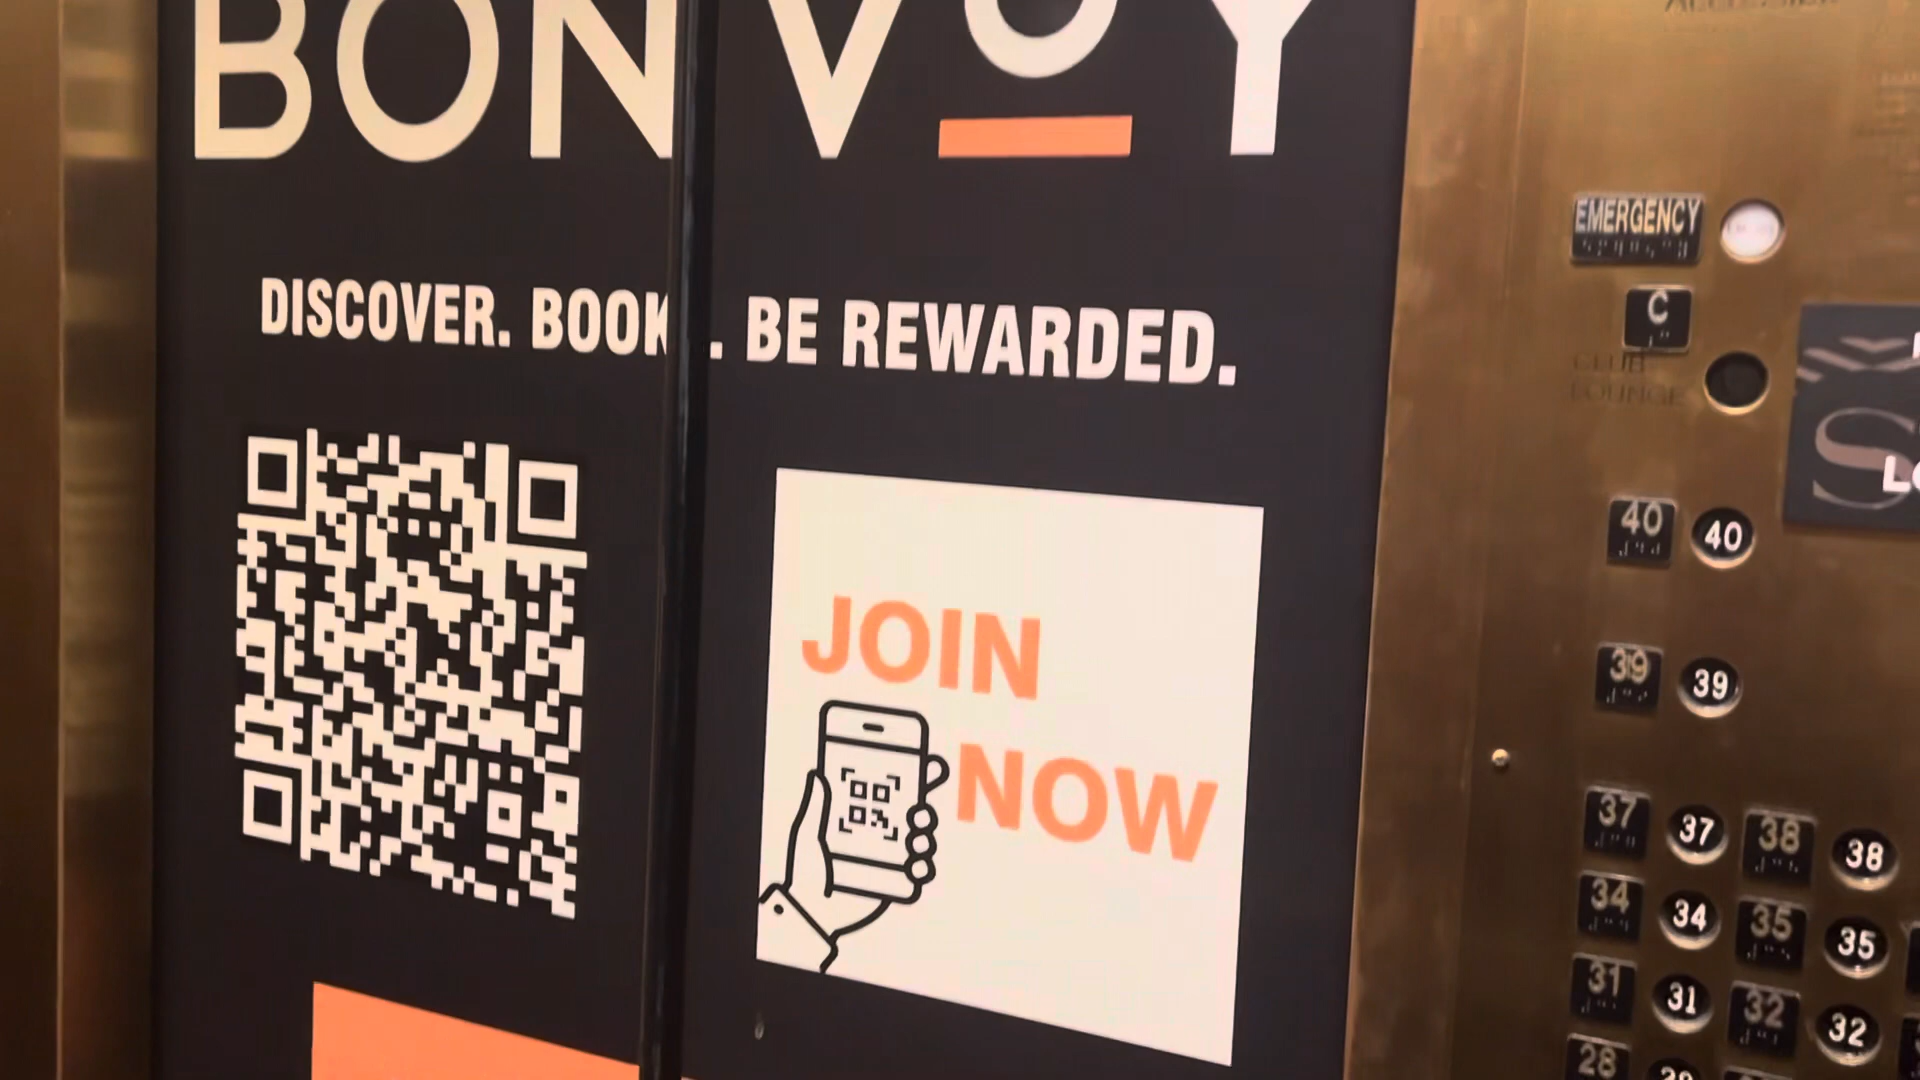 BONVOY
DISCOVER. BOOK. BE REWARDED.
JOIN
NOW
EMERGENCY
C
CLUB
LOUNGE
40 40
39 39
37 37 38 38
34 34 35 35
31 31 32 32
28
S